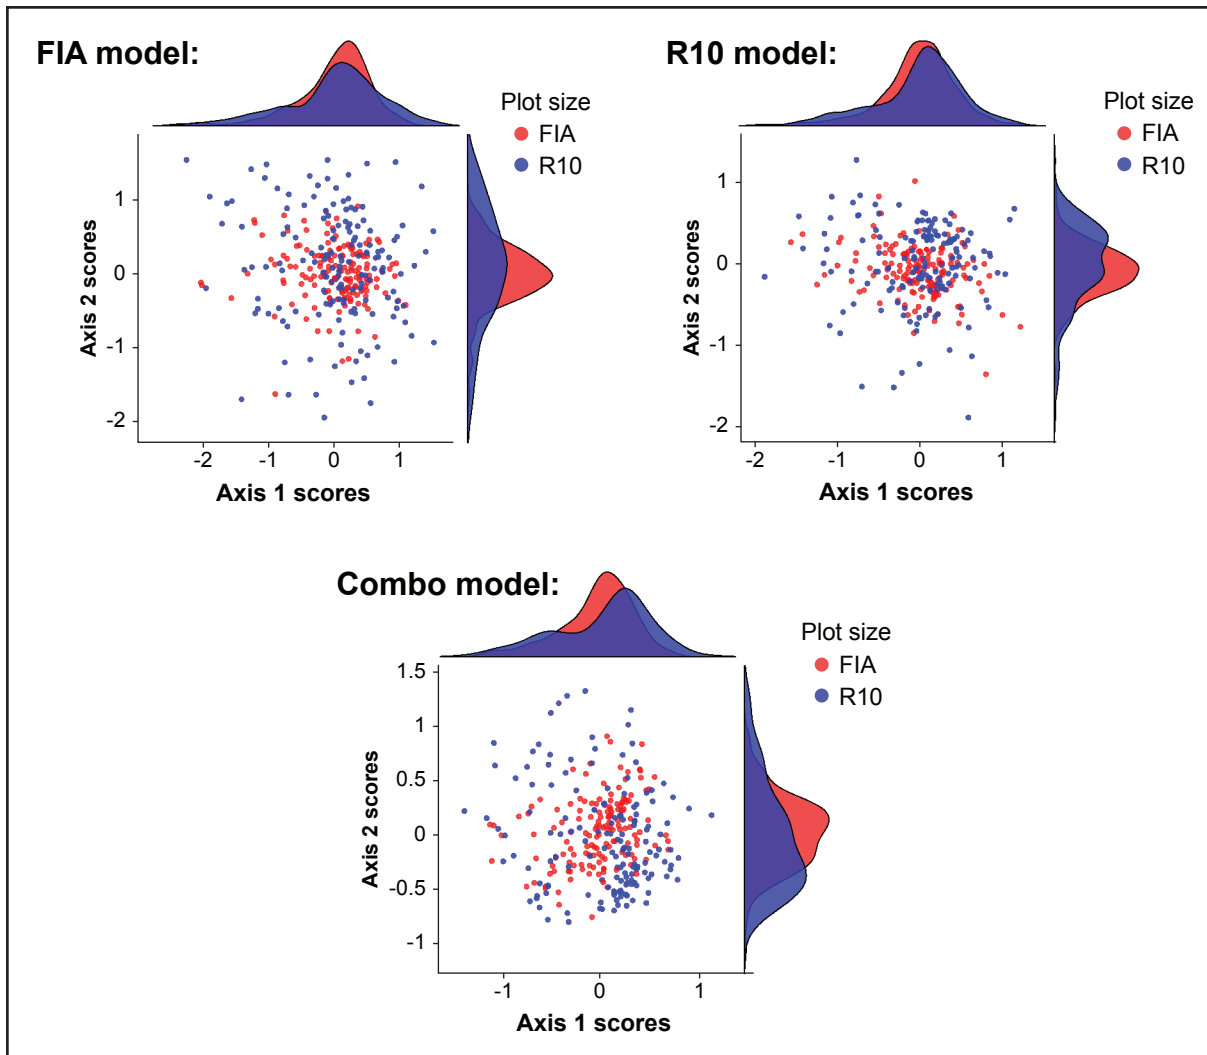 FIA model:
Plot size
FIA
R10
Axis 2 scores
1
0
-1
-2
-2 -1 0 1
Axis 1 scores
R10 model:
Plot size
FIA
R10
Axis 2 scores
1
0
-1
-2
-2 -1 0 1
Axis 1 scores
Combo model:
Plot size
FIA
R10
Axis 2 scores
1.5
1
0.5
0
-0.5
-1
-1 0 1
Axis 1 scores